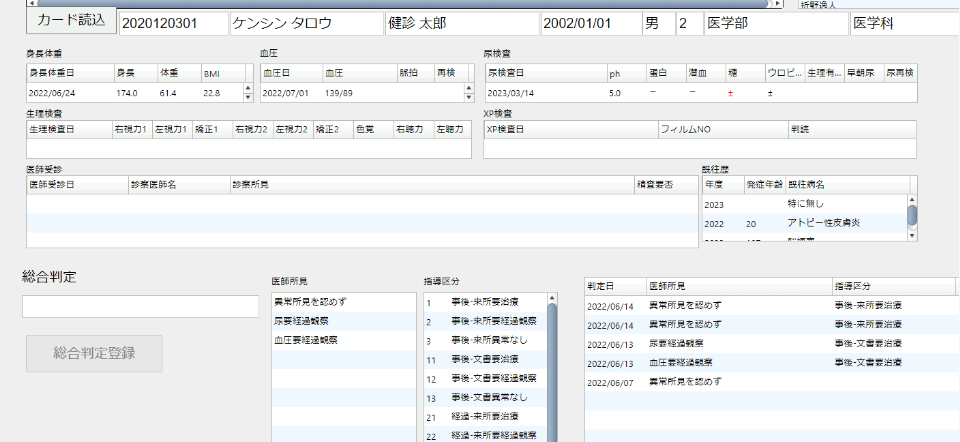 折野逸人
カード読込 2020120301 ケンシン タロウ 健診 太郎 2002/01/01 男 2 医学部 医学科
身長体重 血圧 尿検査
身長体重日 身長 体重 BMI 血圧日 血圧 脈拍 再検 尿検査日 ph 蛋白 潜血 糖 ウロビ... 生理有... 早朝尿 尿再検
2022/06/24 174.0 61.4 22.8 2022/07/01 139/89 2023/03/14 5.0 － － ± ±
生理検査 XP検査
生理検査日 右視力1 左視力1 矯正1 右視力2 左視力2 矯正2 色覚 右聴力 左聴力 XP検査日 フィルムNO 判読
医師受診 既往歴
医師受診日 診察医師名 診察所見 精査要否 年度 発症年齢 既往病名
2023 特に無し
2022 20 アトピー性皮膚炎
総合判定 医師所見 指導区分
判定日 医師所見 指導区分
異常所見を認めず 1 事後-来所要治療 2022/06/14 異常所見を認めず 事後-来所要治療
尿要経過観察 2 事後-来所要経過観察 2022/06/14 異常所見を認めず 事後-来所要治療
血圧要経過観察 3 事後-来所異常なし 2022/06/13 尿要経過観察 事後-文書要治療
総合判定登録 11 事後-文書要治療 2022/06/13 血圧要経過観察 事後-文書要治療
12 事後-文書要経過観察 2022/06/07 異常所見を認めず
13 事後-文書異常なし
21 経過-来所要治療
22 経過-来所要経過観察